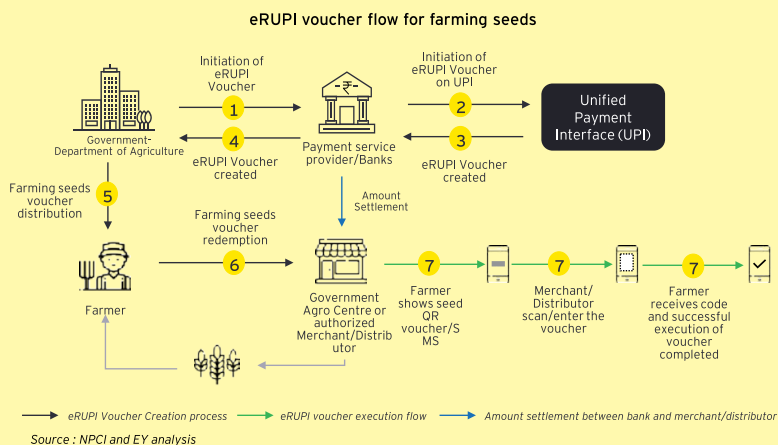 eRUPI voucher flow for farming seeds
Initiation of
eRUPI
Voucher
1
Initiation of
eRUPI Voucher
on UPI
2
Unified
Payment
Interface (UPI)
₹
4
3
Government-
Department of Agriculture
eRUPI Voucher
created
Payment service
provider/Banks
eRUPI Voucher
created
Farming seeds
voucher
distribution
5
Amount
Settlement
Farming seeds
voucher
redemption
6
7
7
7
Farmer
Government
Agro Centre or
authorized
Merchant/Distrib
utor
Farmer
shows seed
QR
voucher/S
MS
Merchant/
Distributor
scan/enter the
voucher
Farmer
receives code
and successful
execution of
voucher
completed
eRUPI Voucher Creation process
eRUPI voucher execution flow
Amount settlement between bank and merchant/distributor
Source : NPCI and EY analysis